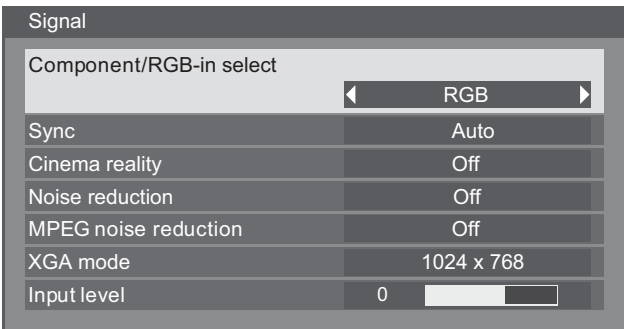 Signal
Component/RGB-in select
RGB
Sync Auto
Cinema reality Off
Noise reduction Off
MPEG noise reduction Off
XGA mode 1024 x 768
Input level 0